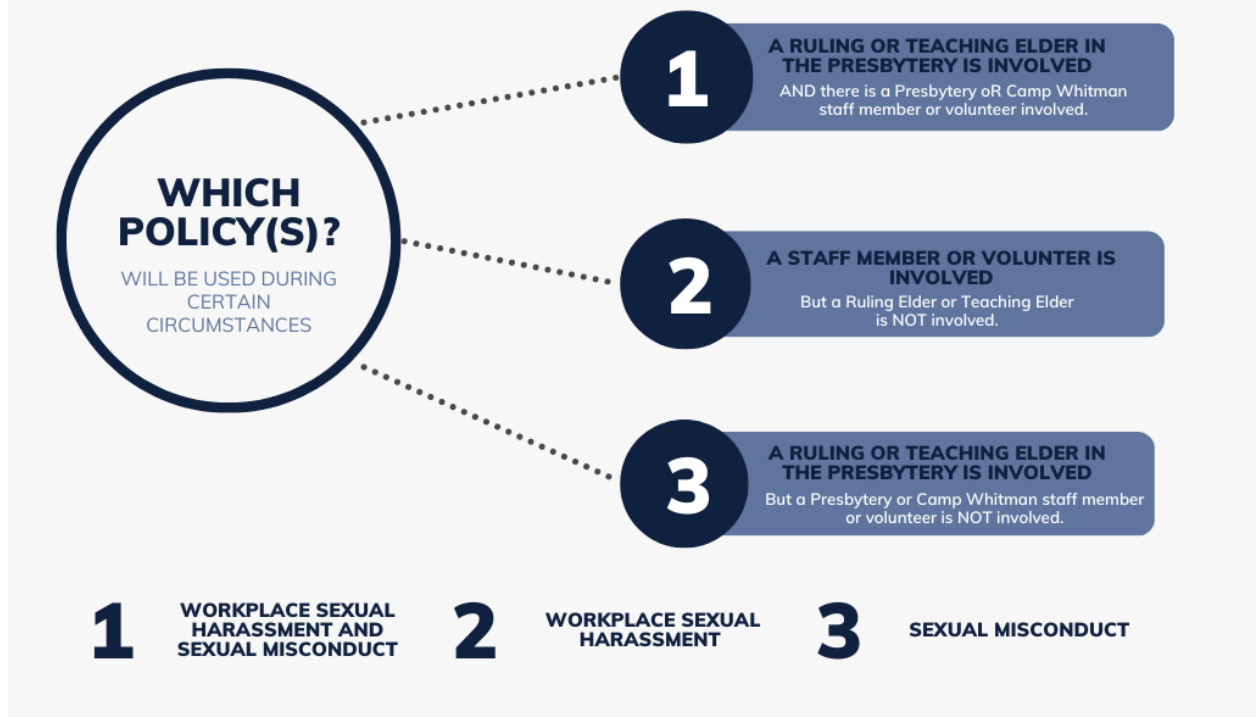 WHICH
POLICY(S)?
WILL BE USED DURING
CERTAIN
CIRCUMSTANCES
1
A RULING OR TEACHING ELDER IN
THE PRESBYTERY IS INVOLVED
AND there is a Presbytery oR Camp Whitman
staff member or volunteer involved.
2
A STAFF MEMBER OR VOLUNTER IS
INVOLVED
But a Ruling Elder or Teaching Elder
is NOT involved.
3
A RULING OR TEACHING ELDER IN
THE PRESBYTERY IS INVOLVED
But a Presbytery or Camp Whitman staff member
or volunteer is NOT involved.
1
WORKPLACE SEXUAL
HARASSMENT AND
SEXUAL MISCONDUCT
2
WORKPLACE SEXUAL
HARASSMENT
3
SEXUAL MISCONDUCT